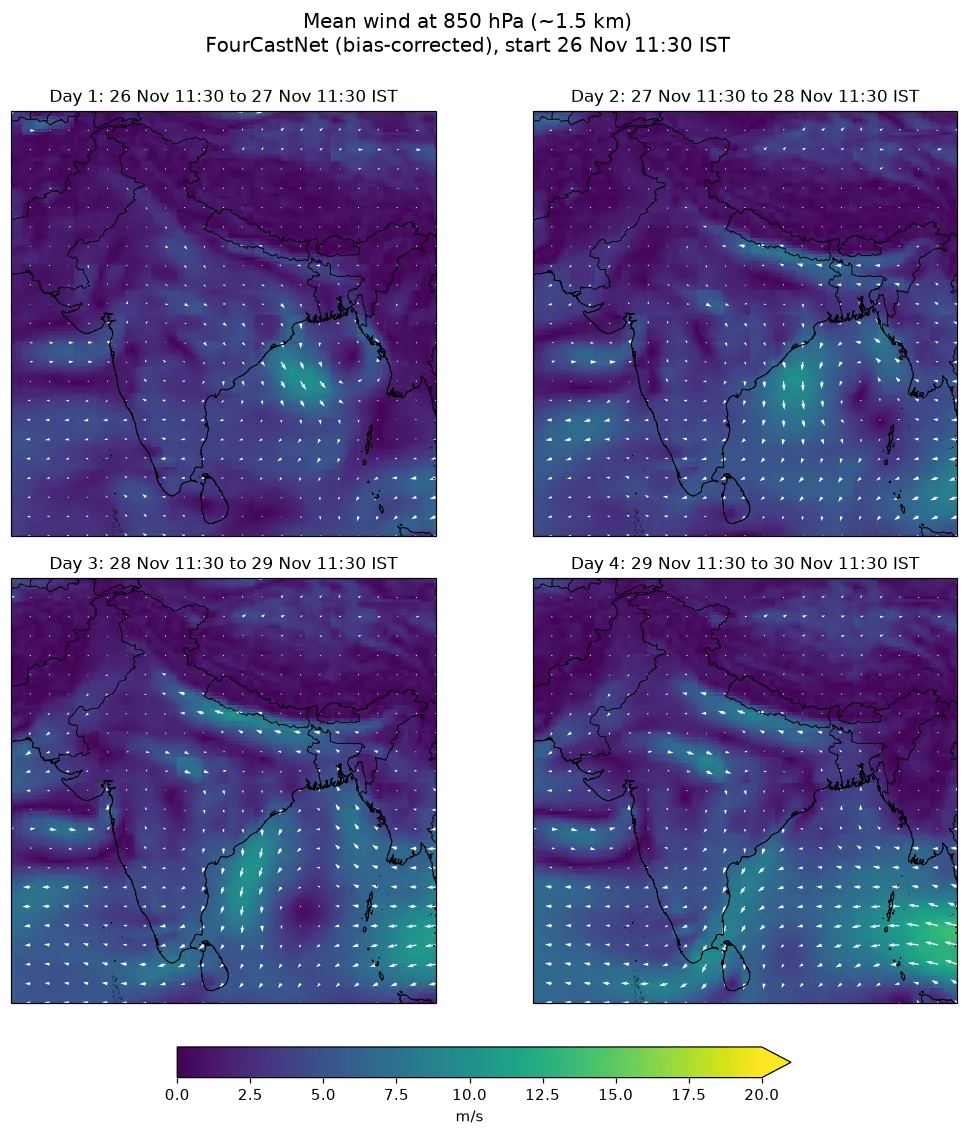 Mean wind at 850 hPa (~1.5 km)
FourCastNet (bias-corrected), start 26 Nov 11:30 IST
Day 1: 26 Nov 11:30 to 27 Nov 11:30 IST
Day 2: 27 Nov 11:30 to 28 Nov 11:30 IST
Day 3: 28 Nov 11:30 to 29 Nov 11:30 IST
Day 4: 29 Nov 11:30 to 30 Nov 11:30 IST
0.0 2.5 5.0 7.5 10.0 12.5 15.0 17.5 20.0
m/s